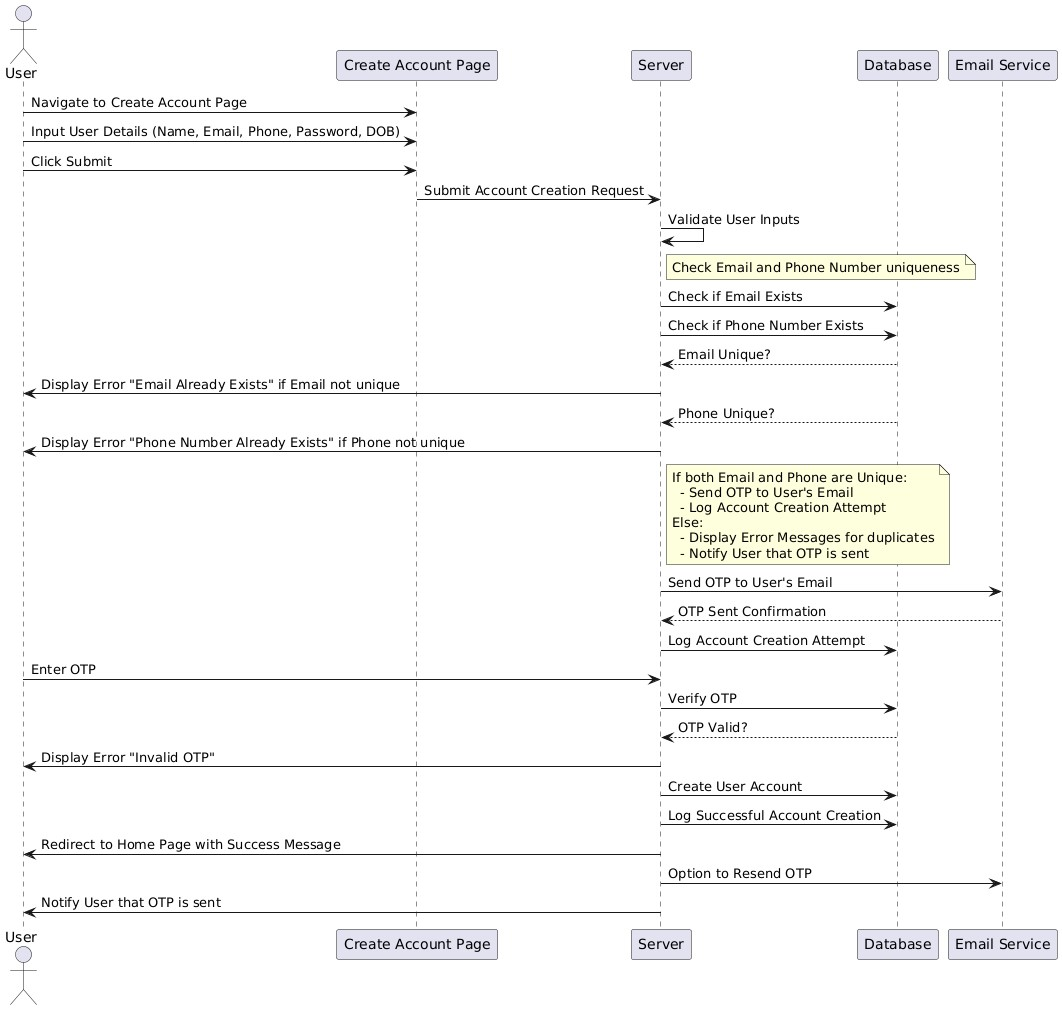 User
Create Account Page
Server
Database
Email Service
Navigate to Create Account Page
Input User Details (Name, Email, Phone, Password, DOB)
Click Submit
Submit Account Creation Request
Validate User Inputs
Check Email and Phone Number uniqueness
Check if Email Exists
Check if Phone Number Exists
Email Unique?
Display Error "Email Already Exists" if Email not unique
Phone Unique?
Display Error "Phone Number Already Exists" if Phone not unique
If both Email and Phone are Unique:
- Send OTP to User's Email
- Log Account Creation Attempt
Else:
- Display Error Messages for duplicates
- Notify User that OTP is sent
Send OTP to User's Email
OTP Sent Confirmation
Log Account Creation Attempt
Enter OTP
Verify OTP
OTP Valid?
Display Error "Invalid OTP"
Create User Account
Log Successful Account Creation
Redirect to Home Page with Success Message
Option to Resend OTP
Notify User that OTP is sent
User
Create Account Page
Server
Database
Email Service